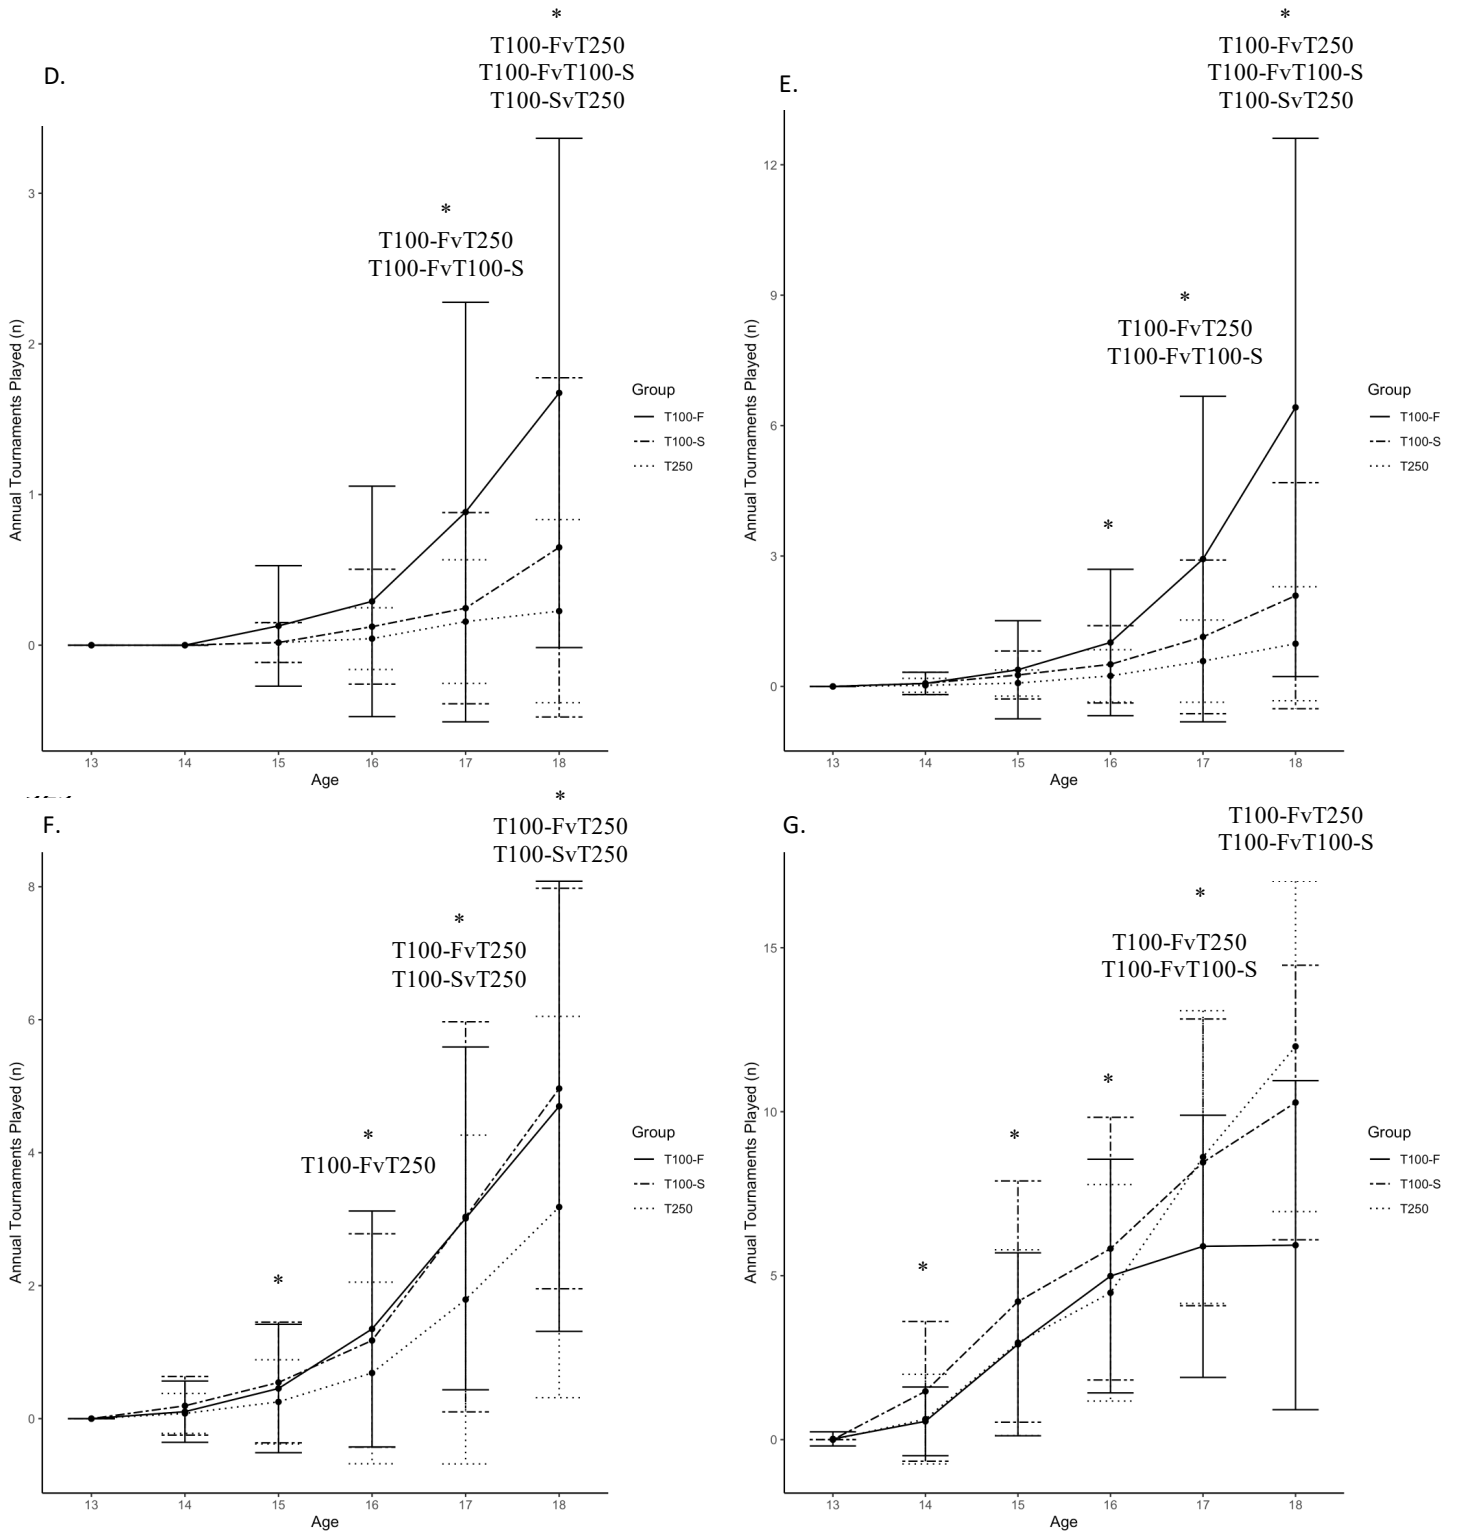 D.
*
T100-FvT250
T100-FvT100-S
T100-SvT250
*
T100-FvT250
T100-FvT100-S
Annual Tournaments Played (n)
3
2
1
0
13 14 15 16 17 18
Age
Group
T100-F
T100-S
T250
E.
*
T100-FvT250
T100-FvT100-S
T100-SvT250
*
T100-FvT250
T100-FvT100-S
*
Annual Tournaments Played (n)
12
9
6
3
0
13 14 15 16 17 18
Age
Group
T100-F
T100-S
T250
F.
*
T100-FvT250
T100-SvT250
*
T100-FvT250
T100-SvT250
*
T100-FvT250
*
Annual Tournaments Played (n)
8
6
4
2
0
13 14 15 16 17 18
Age
Group
T100-F
T100-S
T250
G.
T100-FvT250
T100-FvT100-S
*
T100-FvT250
T100-FvT100-S
*
*
*
Annual Tournaments Played (n)
15
10
5
0
13 14 15 16 17 18
Age
Group
T100-F
T100-S
T250